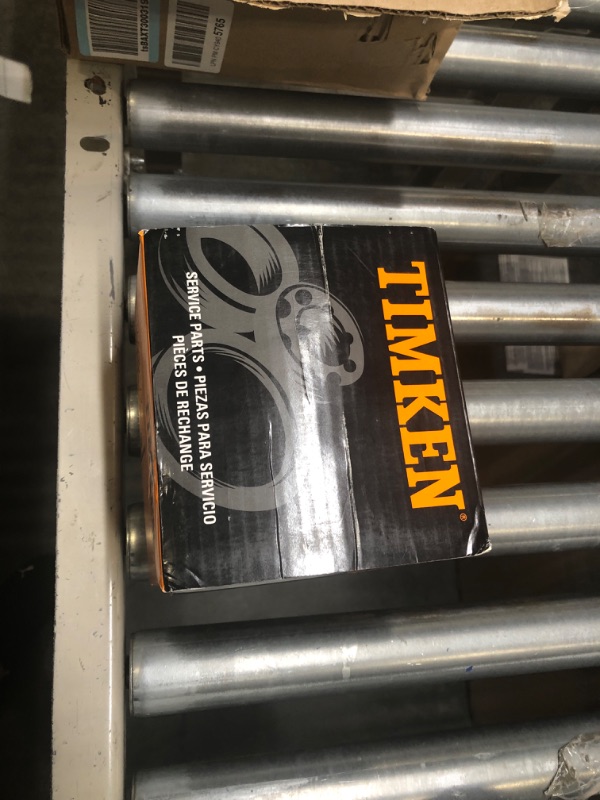 TIMKEN®
SERVICE PARTS • PIEZAS PARA SERVICIO
PIÈCES DE RECHANGE